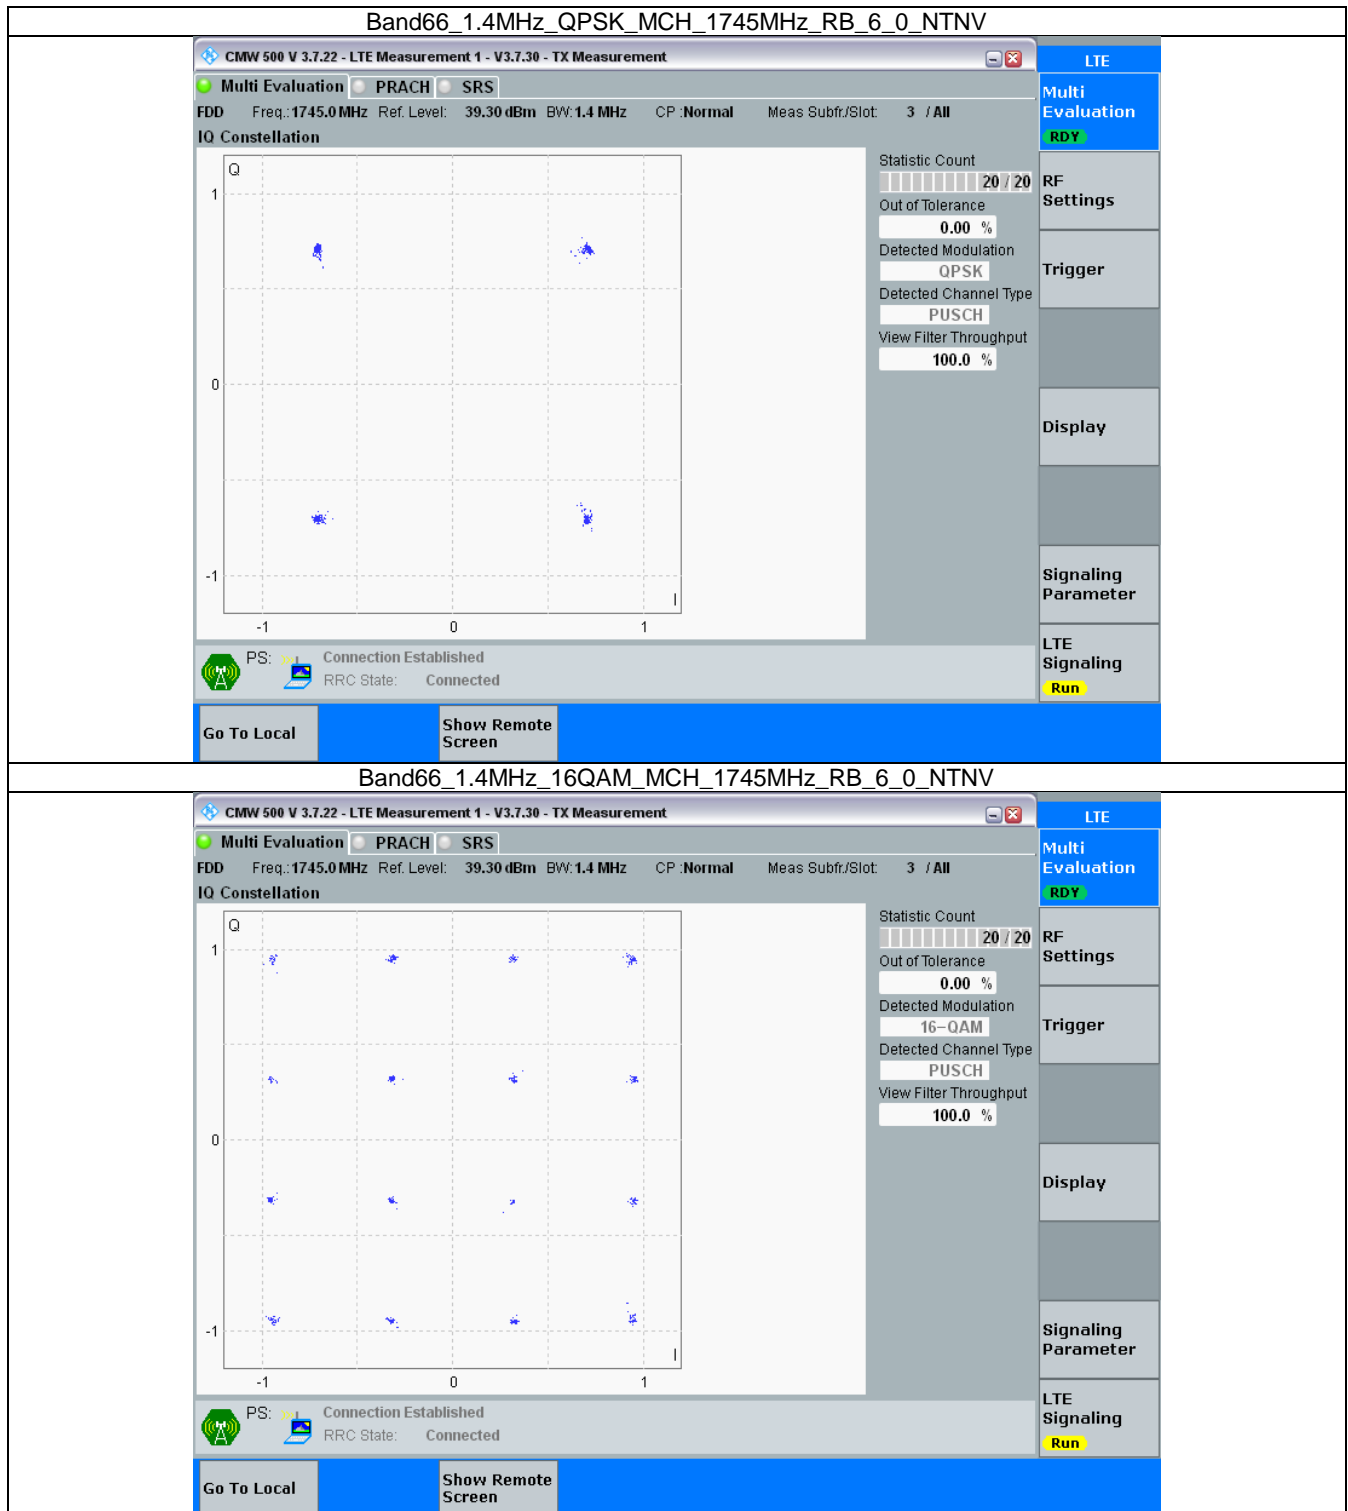 Band66_1.4MHz_QPSK_MCH_1745MHz_RB_6_0_NTNV
CMW 500 V 3.7.22 - LTE Measurement 1 - V3.7.30 - TX Measurement
LTE
Multi Evaluation PRACH SRS
Multi
Evaluation
RDY
FDD Freq.: 1745.0 MHz Ref. Level: 39.30 dBm BW: 1.4 MHz CP : Normal Meas Subfr./Slot: 3 / All
IQ Constellation
Q
1
0
-1
I
-1 0 1
Statistic Count
20 / 20
Out of Tolerance
0.00 %
Detected Modulation
QPSK
Detected Channel Type
PUSCH
View Filter Throughput
100.0 %
RF
Settings
Trigger
Display
Signaling
Parameter
LTE
Signaling
Run
PS: Connection Established
RRC State: Connected
Go To Local
Show Remote
Screen
Band66_1.4MHz_16QAM_MCH_1745MHz_RB_6_0_NTNV
CMW 500 V 3.7.22 - LTE Measurement 1 - V3.7.30 - TX Measurement
LTE
Multi Evaluation PRACH SRS
Multi
Evaluation
RDY
FDD Freq.: 1745.0 MHz Ref. Level: 39.30 dBm BW: 1.4 MHz CP : Normal Meas Subfr./Slot: 3 / All
IQ Constellation
Q
1
0
-1
I
-1 0 1
Statistic Count
20 / 20
Out of Tolerance
0.00 %
Detected Modulation
16-QAM
Detected Channel Type
PUSCH
View Filter Throughput
100.0 %
RF
Settings
Trigger
Display
Signaling
Parameter
LTE
Signaling
Run
PS: Connection Established
RRC State: Connected
Go To Local
Show Remote
Screen